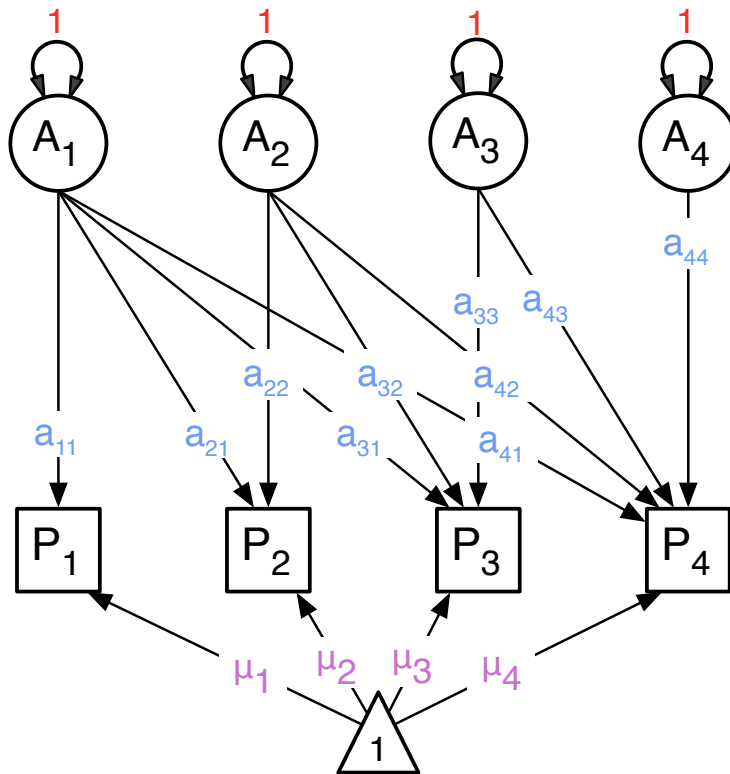 1 1 1 1
A₁ A₂ A₃ A₄
a₄₄
a₃₃ a₄₃
a₂₂ a₃₂ a₄₂
a₁₁ a₂₁ a₃₁ a₄₁
P₁ P₂ P₃ P₄
μ₁ μ₂ μ₃ μ₄
1